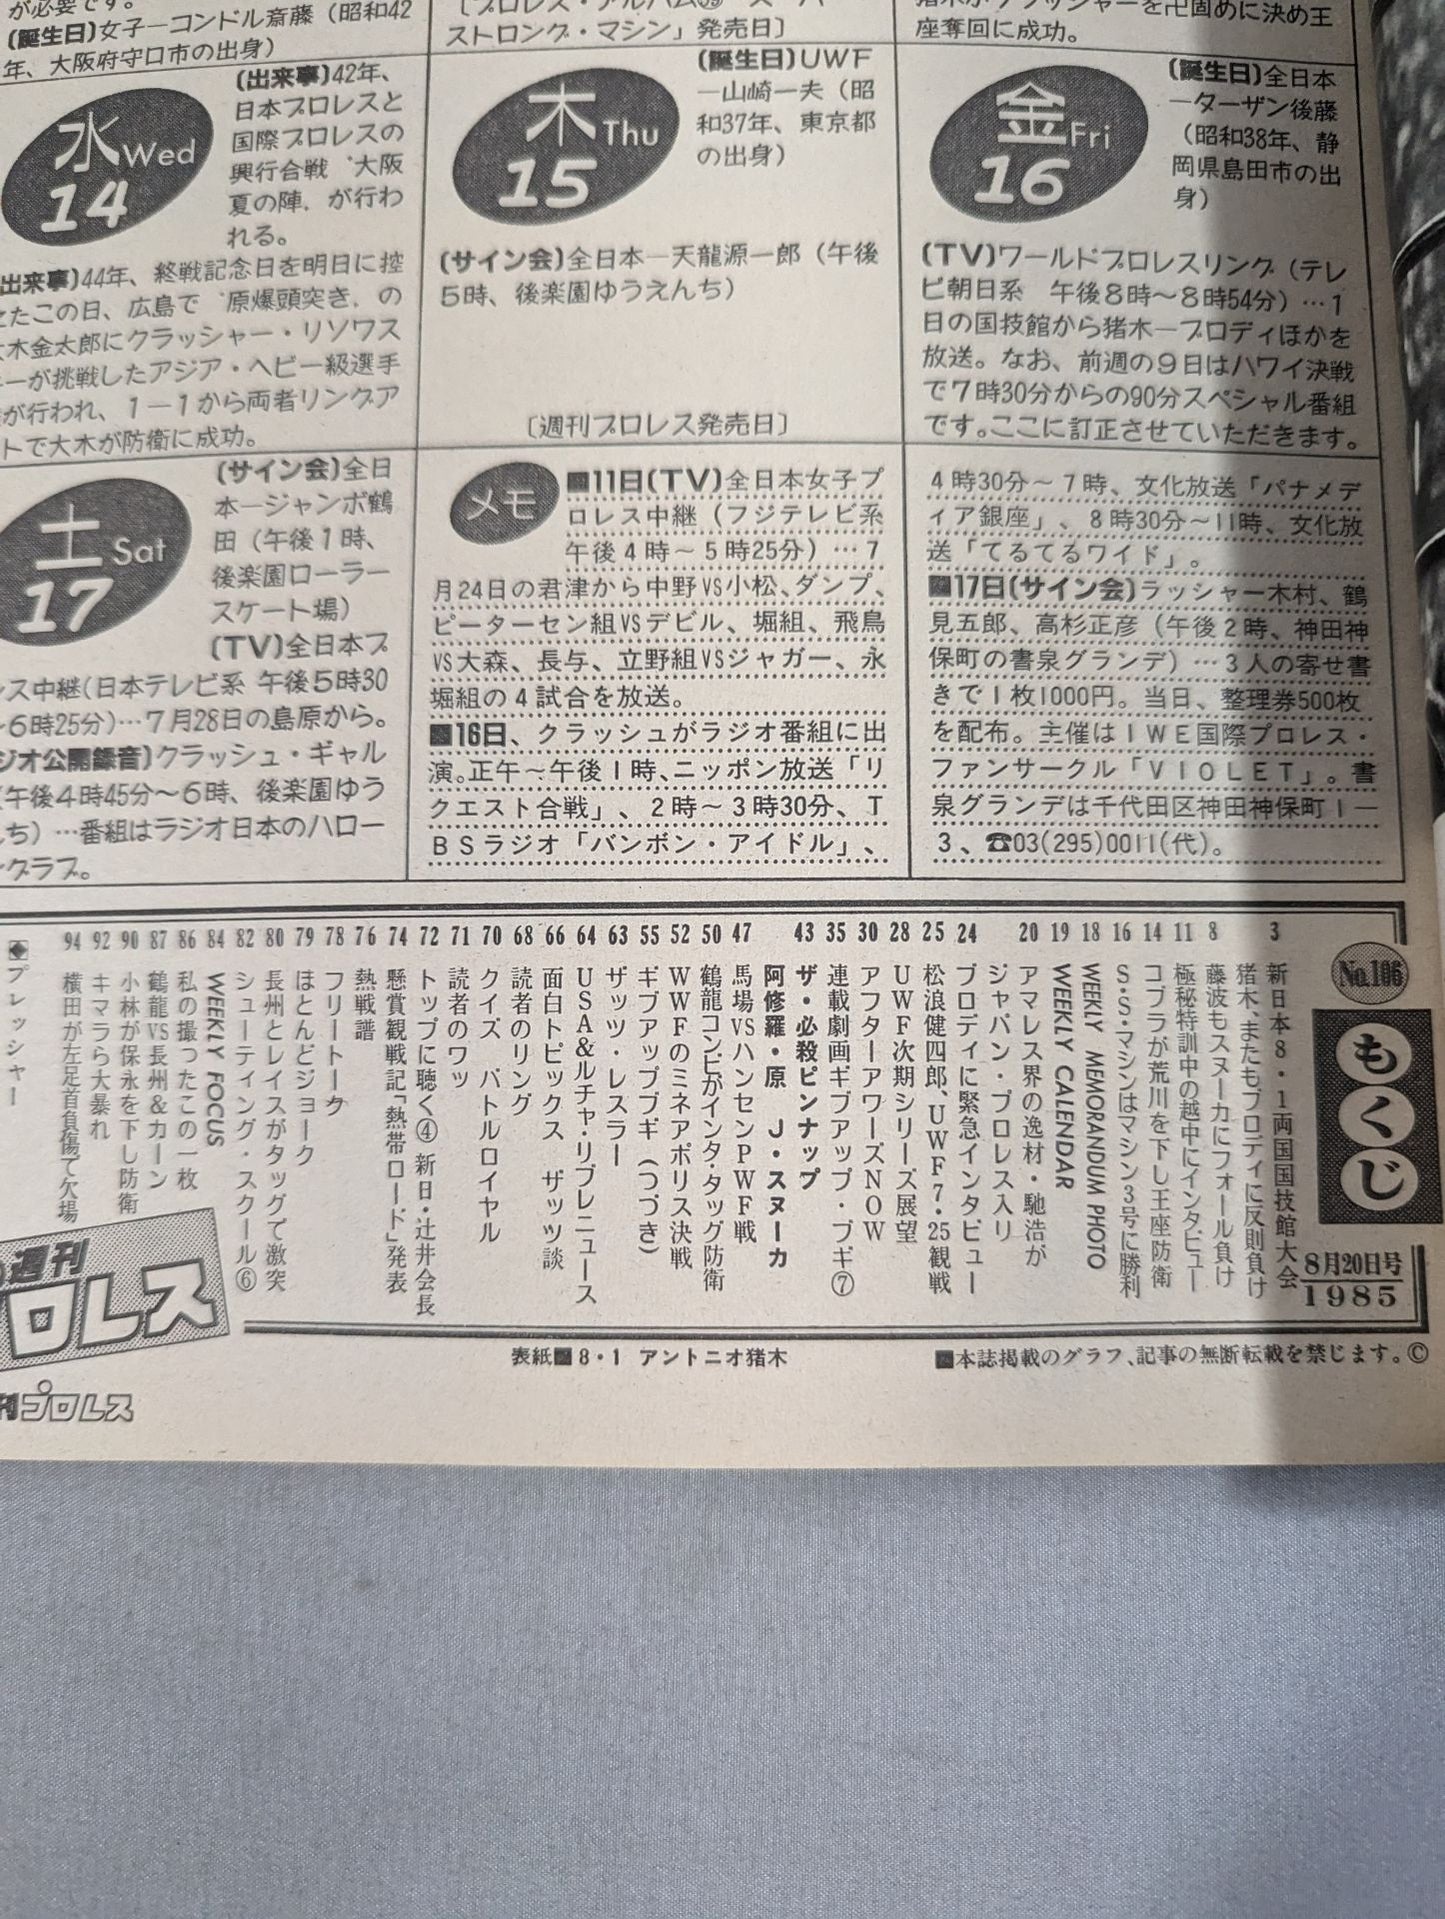 が必要です。
(誕生日)女子―コンドル斎藤(昭和42
年、大阪府守口市の出身)
ストロング・マシン」発売日]
座奪回に成功。
水 Wed 14
(出来事)42年、
日本プロレスと
国際プロレスの
興行合戦〝大阪
夏の陣〟が行わ
れる。
出来事)44年、終戦記念日を明日に控
たこの日、広島で〝原爆頭突き〟の
木金太郎にクラッシャー・リソワス
ーが挑戦したアジア・ヘビー級選手
が行われ、1―1から両者リングア
トで大木が防衛に成功。
木 Thu 15
(誕生日)UWF
―山崎一夫(昭
和37年、東京都
の出身)
(サイン会)全日本―天龍源一郎(午後
5時、後楽園ゆうえんち)
[週刊プロレス発売日]
金 Fri 16
(誕生日)全日本
―ターザン後藤
(昭和38年、静
岡県島田市の出
身)
(TV)ワールドプロレスリング(テレ
ビ朝日系 午後8時〜8時54分)…1
日の国技館から猪木―ブロディほかを
放送。なお、前週の9日はハワイ決戦
で7時30分からの90分スペシャル番組
です。ここに訂正させていただきます。
土 Sat 17
(サイン会)全日
本―ジャンボ鶴
田(午後1時、
後楽園ローラー
スケート場)
(TV)全日本プ
レス中継(日本テレビ系 午後5時30
〜6時25分)…7月28日の島原から。
ジオ公開録音)クラッシュ・ギャル
(午後4時45分〜6時、後楽園ゆう
ち)…番組はラジオ日本のハロー
ングラブ。
メモ
■11日(TV)全日本女子プ
ロレス中継(フジテレビ系
午後4時〜5時25分)…7
月24日の君津から中野VS小松、ダンプ、
ピーターセン組VSデビル、堀組、飛鳥
VS大森、長与、立野組VSジャガー、永
堀組の4試合を放送。
■16日、クラッシュがラジオ番組に出
演。正午〜午後1時、ニッポン放送「リ
クエスト合戦」、2時〜3時30分、T
BSラジオ「バンボン・アイドル」、
4時30分〜7時、文化放送「パナメデ
ィア銀座」、8時30分〜11時、文化放
送「てるてるワイド」。
■17日(サイン会)ラッシャー木村、鶴
見五郎、高杉正彦(午後2時、神田神
保町の書泉グランデ)…3人の寄せ書
きで1枚1000円。当日、整理券500枚
を配布。主催はIWE国際プロレス・
ファンサークル「VIOLET」。書
泉グランデは千代田区神田神保町1―
3、☎03(295)0011(代)。
No.106
もくじ
8月20日号
1985
3 新日本8・1両国国技館大会
猪木、またもブロディに反則負け
8 藤波もスヌーカにフォール負け
11 極秘特訓中の越中にインタビュー
14 コブラが荒川を下し王座防衛
16 S・S・マシンはマシン3号に勝利
18 WEEKLY MEMORANDUM PHOTO
19 WEEKLY CALENDAR
20 アマレス界の逸材・馳浩が
ジャパン・プロレス入り
24 ブロディに緊急インタビュー
25 松浪健四郎、UWF7・25観戦
28 UWF次期シリーズ展望
30 アフターアワーズNOW
35 連載劇画ギブアップ・ブギ⑦
43 ザ・必殺ピンナップ
阿修羅・原 J・スヌーカ
47 馬場VSハンセンPWF戦
50 鶴龍コンビがインタ・タッグ防衛
52 WWFのミネアポリス決戦
55 ギブアップブギ(つづき)
63 ザッツ・レスラー
64 USA&ルチャ・リブレニュース
66 面白トピックス ザッツ談
68 読者のリング
70 クイズ バトルロイヤル
71 読者のワッ
72 トップに聴く④ 新日・辻井会長
74 懸賞観戦記「熱帯ロード」発表
76 熱戦譜
78 フリートーク
79 ほとんどジョーク
80 長州とレイスがタッグで激突
82 シューティング・スクール⑥
84 WEEKLY FOCUS
86 私の撮ったこの一枚
87 鶴龍VS長州&カーン
90 小林が保永を下し防衛
92 キマラら大暴れ
94 横田が左足首負傷で欠場
◆プレッシャー
週刊
プロレス
表紙■8・1 アントニオ猪木
■本誌掲載のグラフ、記事の無断転載を禁じます。©
刊プロレス